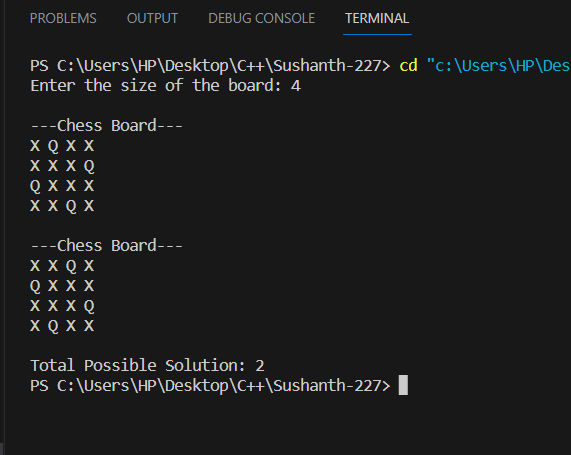 PROBLEMS OUTPUT DEBUG CONSOLE TERMINAL
PS C:\Users\HP\Desktop\C++\Sushanth-227> cd "c:\Users\HP\Des
Enter the size of the board: 4
---Chess Board---
X Q X X
X X X Q
Q X X X
X X Q X
---Chess Board---
X X Q X
Q X X X
X X X Q
X Q X X
Total Possible Solution: 2
PS C:\Users\HP\Desktop\C++\Sushanth-227>